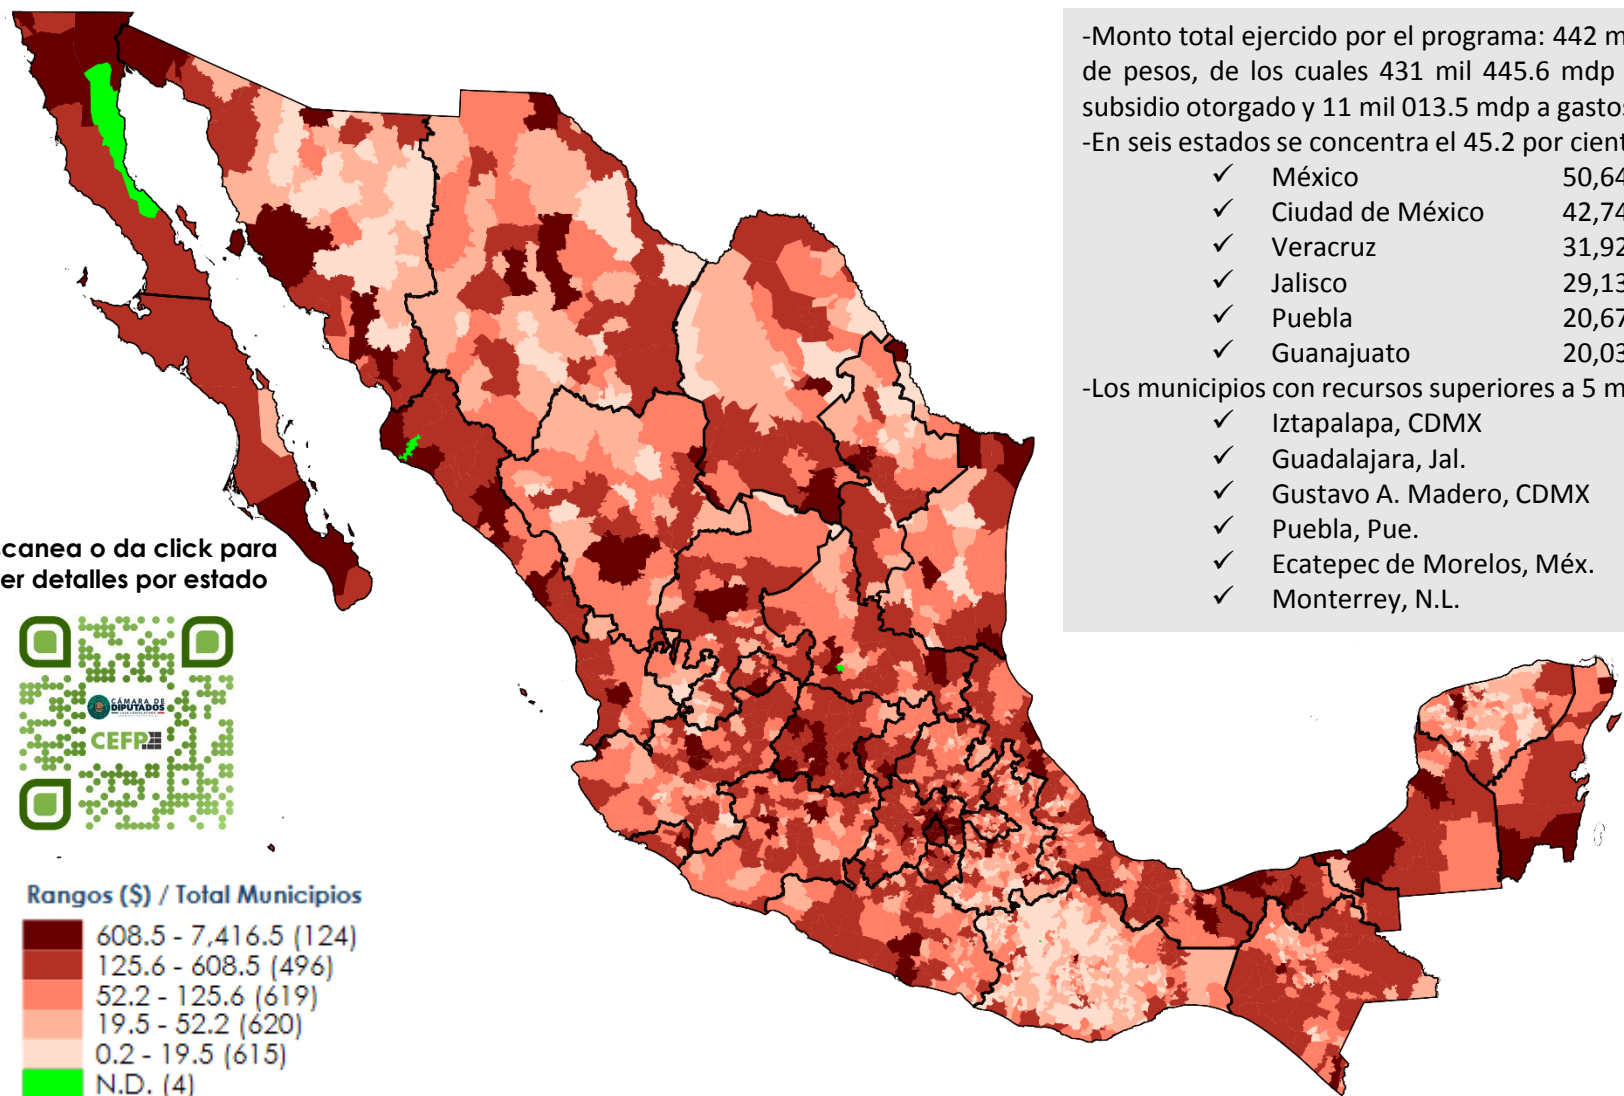 -Monto total ejercido por el programa: 442 m
de pesos, de los cuales 431 mil 445.6 mdp
subsidio otorgado y 11 mil 013.5 mdp a gastos
-En seis estados se concentra el 45.2 por cient
✓ México 50,64
✓ Ciudad de México 42,74
✓ Veracruz 31,92
✓ Jalisco 29,13
✓ Puebla 20,67
✓ Guanajuato 20,03
-Los municipios con recursos superiores a 5 m
✓ Iztapalapa, CDMX
✓ Guadalajara, Jal.
✓ Gustavo A. Madero, CDMX
✓ Puebla, Pue.
✓ Ecatepec de Morelos, Méx.
✓ Monterrey, N.L.
canea o da click para
er detalles por estado
CÁMARA DE
DIPUTADOS
CEFP
Rangos ($) / Total Municipios
608.5 - 7,416.5 (124)
125.6 - 608.5 (496)
52.2 - 125.6 (619)
19.5 - 52.2 (620)
0.2 - 19.5 (615)
N.D. (4)